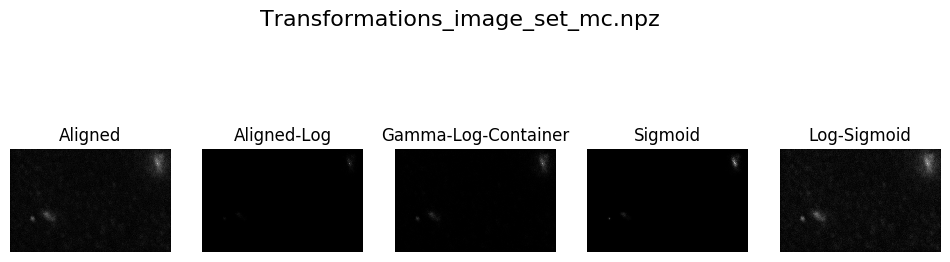 Transformations_image_set_mc.npz
Aligned
Aligned-Log
Gamma-Log-Container
Sigmoid
Log-Sigmoid